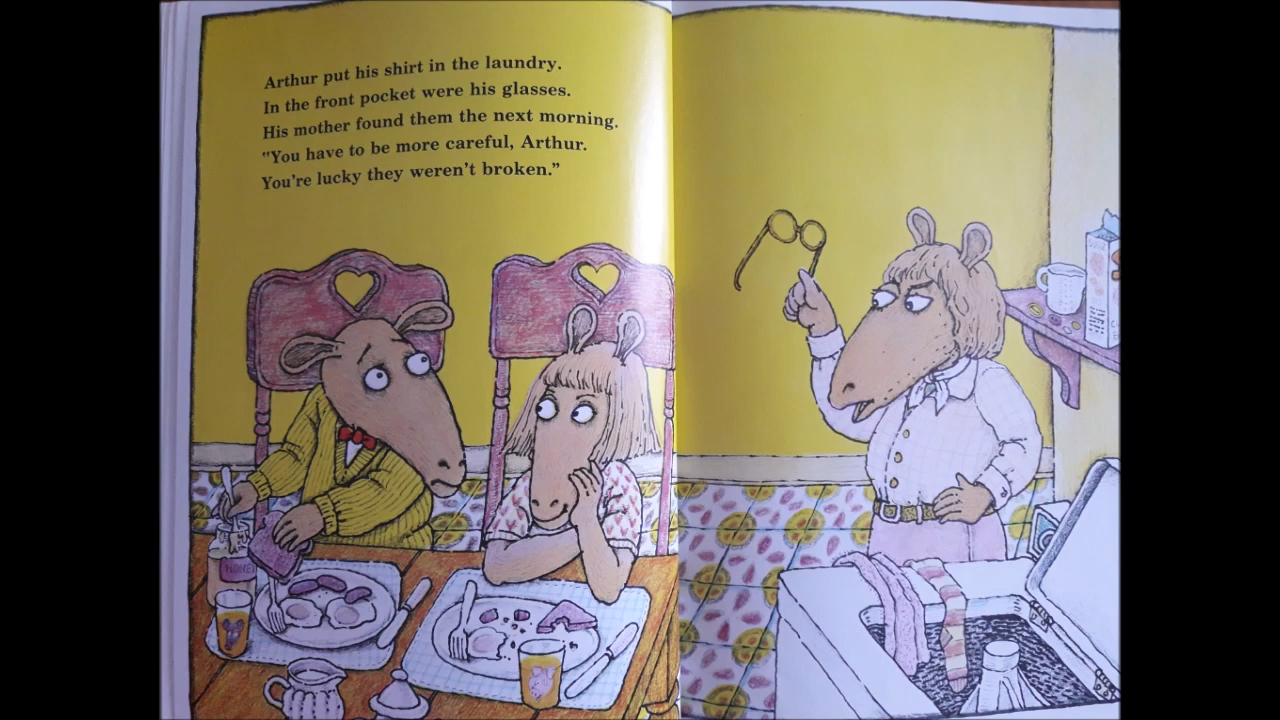 Arthur put his shirt in the laundry.
In the front pocket were his glasses.
His mother found them the next morning.
"You have to be more careful, Arthur.
You're lucky they weren't broken."
HONEY